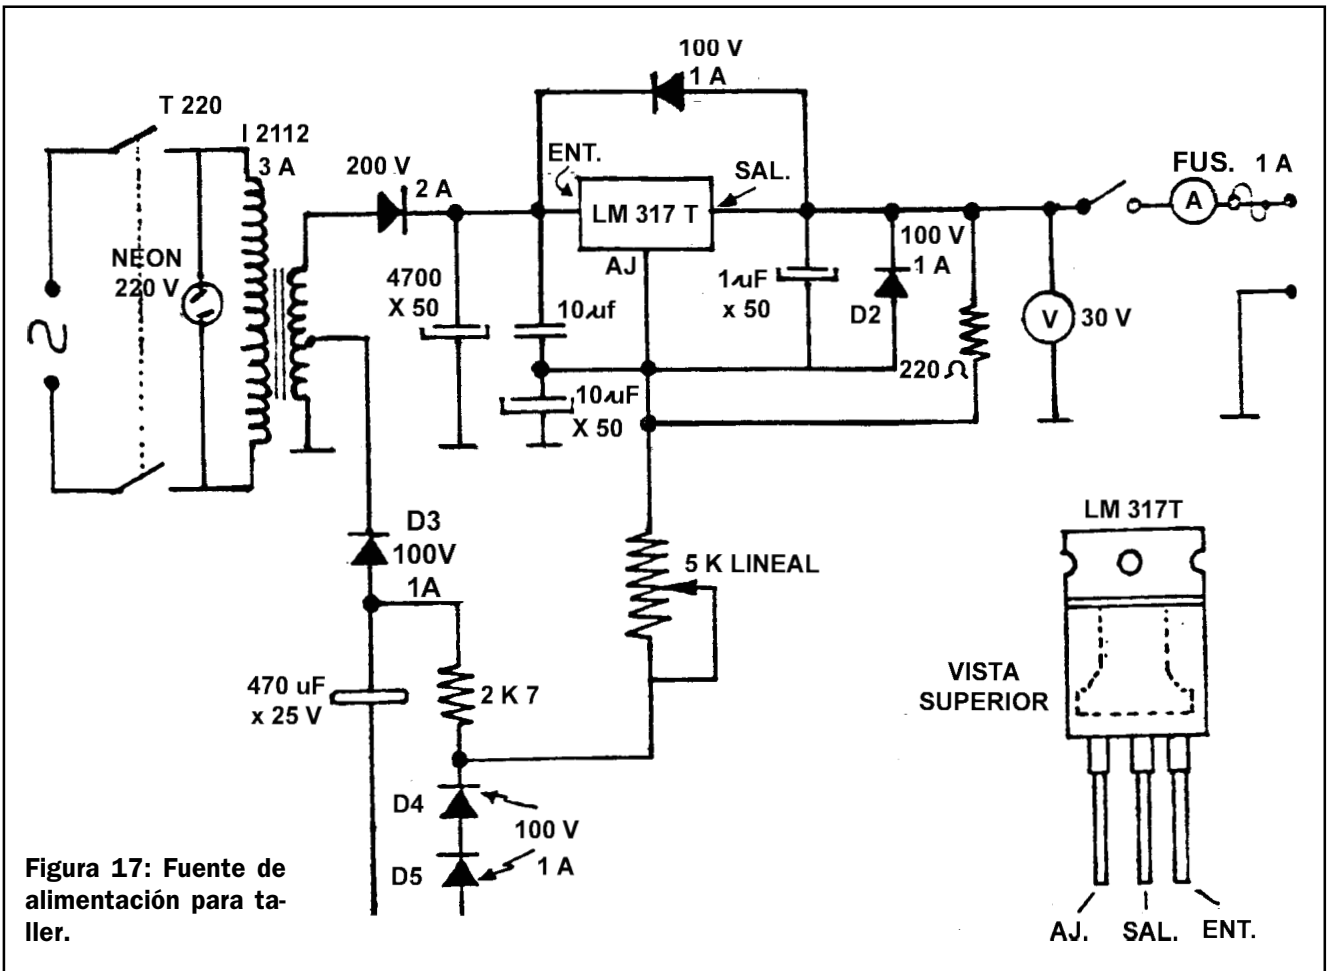 100 V
1 A
T 220
I 2112
3 A
200 V
2 A
ENT.
SAL.
LM 317 T
AJ
FUS. 1 A
A
NEON
220 V
4700
X 50
10 uf
10 uF
X 50
1 uF
x 50
100 V
1 A
D2
220 Ω
V
30 V
D3
100V
1A
5 K LINEAL
470 uF
x 25 V
2 K 7
D4
100 V
1 A
D5
LM 317T
VISTA
SUPERIOR
AJ.
SAL.
ENT.
Figura 17: Fuente de
alimentación para ta-
ller.